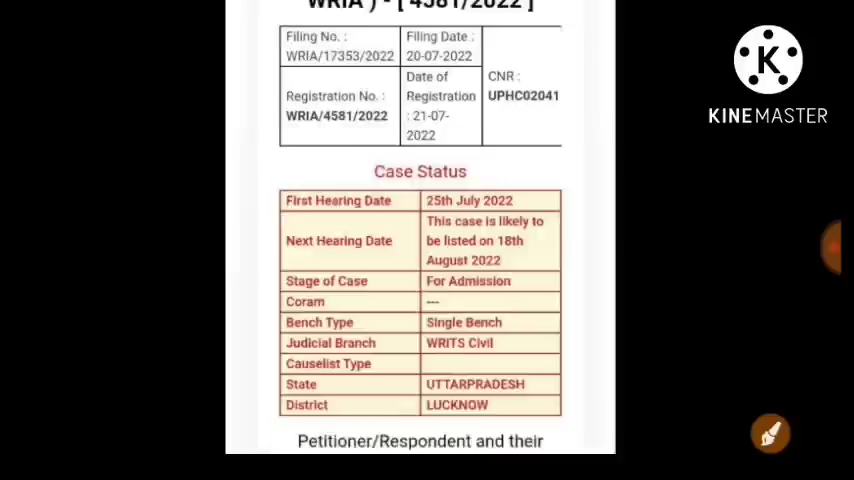 WRIA ) - [ 4581/2022 ]
Filing No. :
WRIA/17353/2022
Filing Date :
20-07-2022
CNR :
UPHC02041
Registration No. :
WRIA/4581/2022
Date of
Registration
: 21-07-
2022
Case Status
First Hearing Date 25th July 2022
Next Hearing Date This case is likely to
be listed on 18th
August 2022
Stage of Case For Admission
Coram ---
Bench Type Single Bench
Judicial Branch WRITS Civil
Causelist Type
State UTTARPRADESH
District LUCKNOW
Petitioner/Respondent and their
K
KINEMASTER